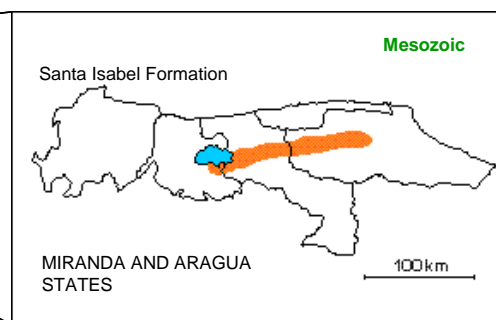 Mesozoic
Santa Isabel Formation
MIRANDA AND ARAGUA
STATES
100km